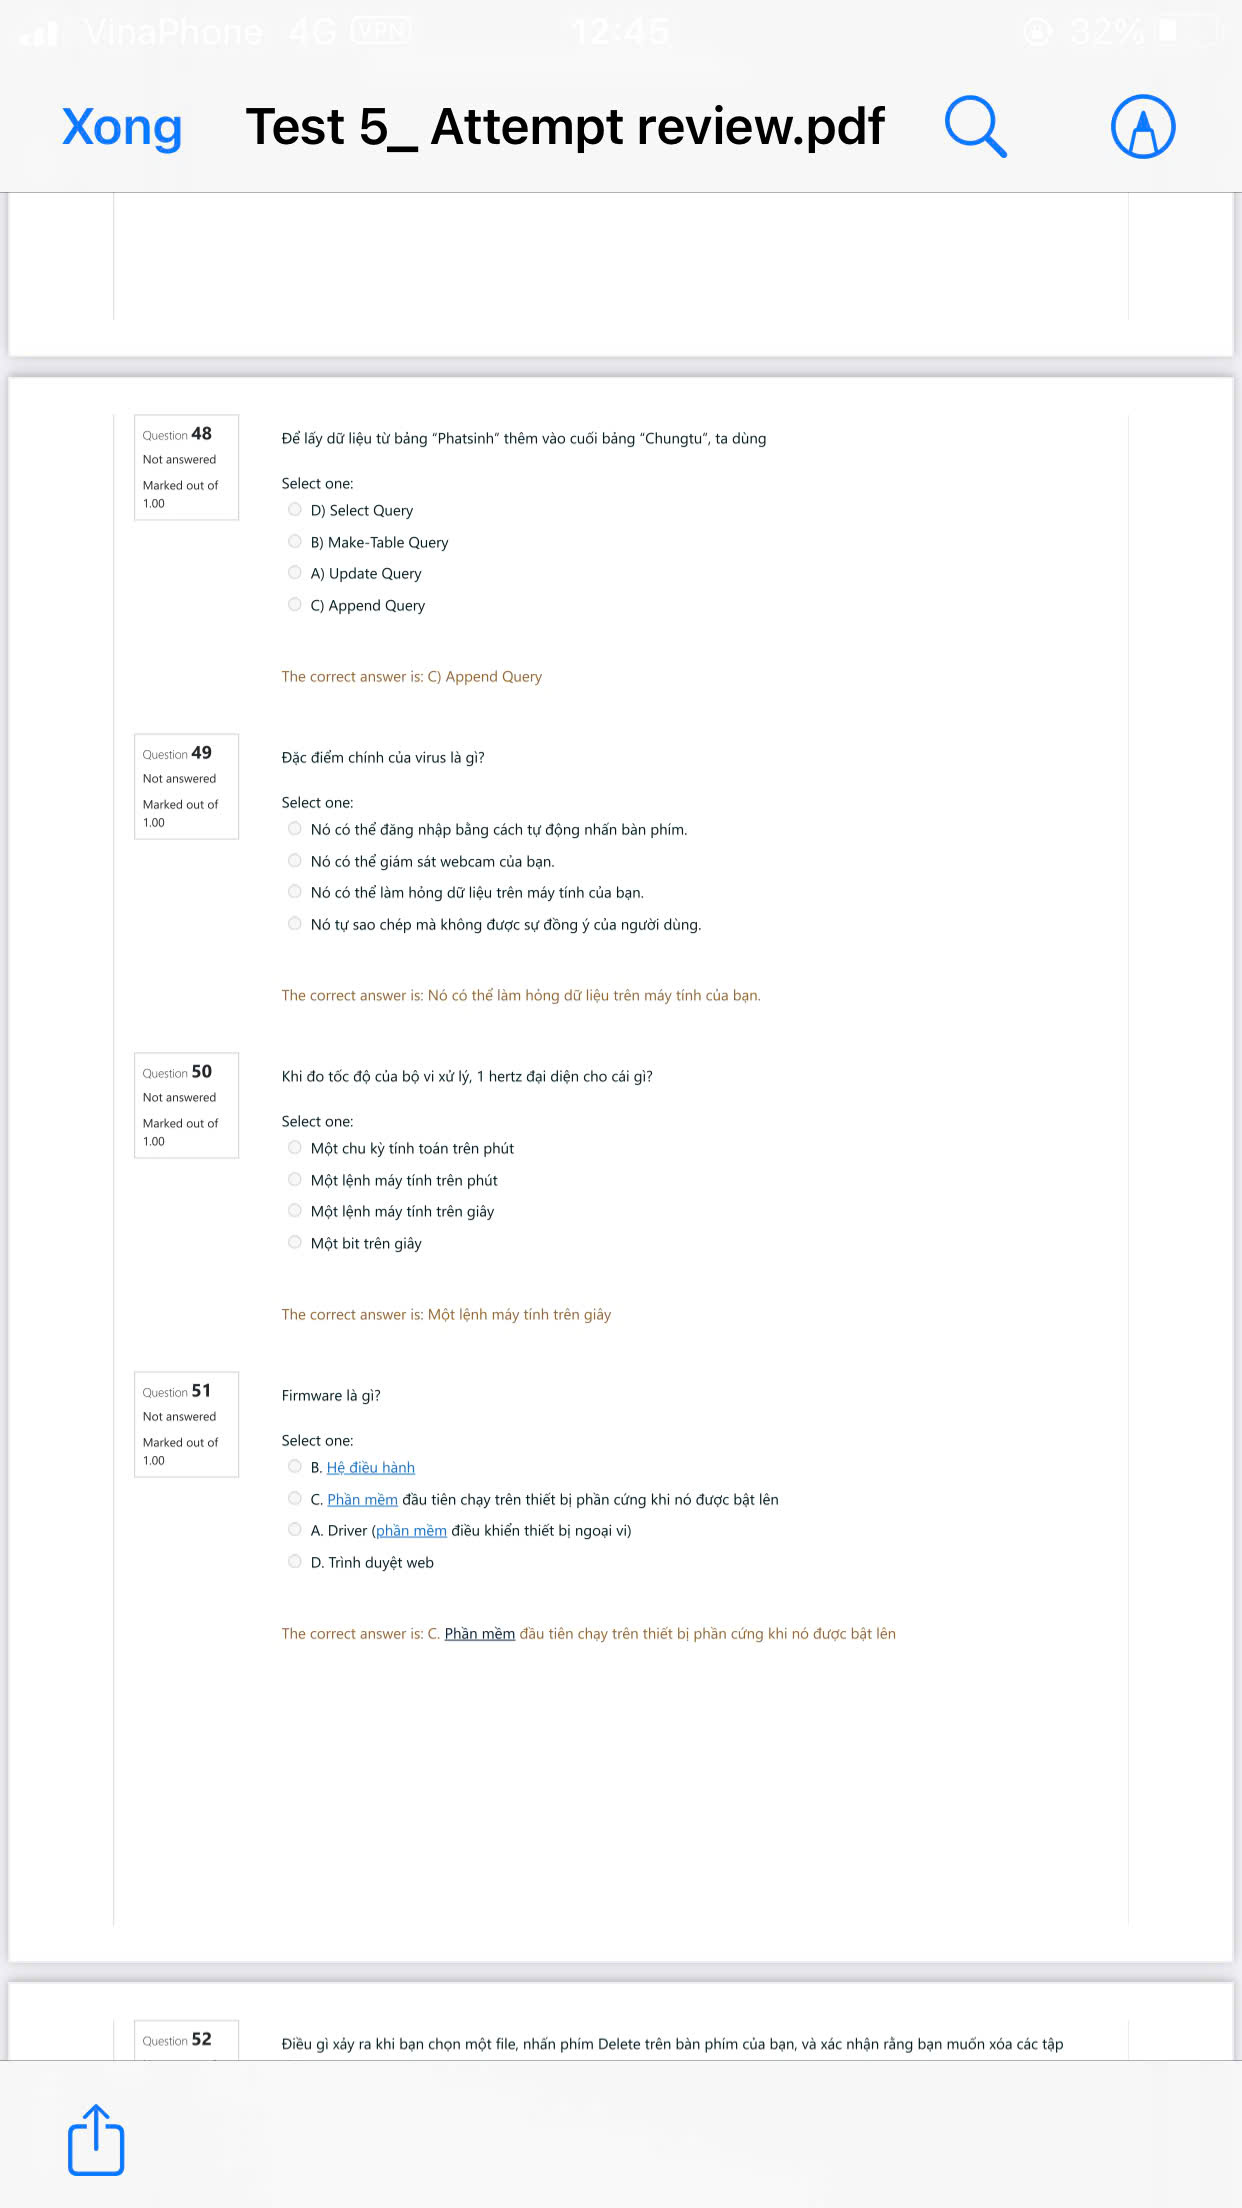 VinaPhone 4G VPN 12:45 32%
Xong Test 5_ Attempt review.pdf
Question 48
Not answered
Marked out of
1.00
Để lấy dữ liệu từ bảng “Phatsinh” thêm vào cuối bảng “Chungtu”, ta dùng
Select one:
D) Select Query
B) Make-Table Query
A) Update Query
C) Append Query
The correct answer is: C) Append Query
Question 49
Not answered
Marked out of
1.00
Đặc điểm chính của virus là gì?
Select one:
Nó có thể đăng nhập bằng cách tự động nhấn bàn phím.
Nó có thể giám sát webcam của bạn.
Nó có thể làm hỏng dữ liệu trên máy tính của bạn.
Nó tự sao chép mà không được sự đồng ý của người dùng.
The correct answer is: Nó có thể làm hỏng dữ liệu trên máy tính của bạn.
Question 50
Not answered
Marked out of
1.00
Khi đo tốc độ của bộ vi xử lý, 1 hertz đại diện cho cái gì?
Select one:
Một chu kỳ tính toán trên phút
Một lệnh máy tính trên phút
Một lệnh máy tính trên giây
Một bit trên giây
The correct answer is: Một lệnh máy tính trên giây
Question 51
Not answered
Marked out of
1.00
Firmware là gì?
Select one:
B. Hệ điều hành
C. Phần mềm đầu tiên chạy trên thiết bị phần cứng khi nó được bật lên
A. Driver (phần mềm điều khiển thiết bị ngoại vi)
D. Trình duyệt web
The correct answer is: C. Phần mềm đầu tiên chạy trên thiết bị phần cứng khi nó được bật lên
Question 52
Điều gì xảy ra khi bạn chọn một file, nhấn phím Delete trên bàn phím của bạn, và xác nhận rằng bạn muốn xóa các tập